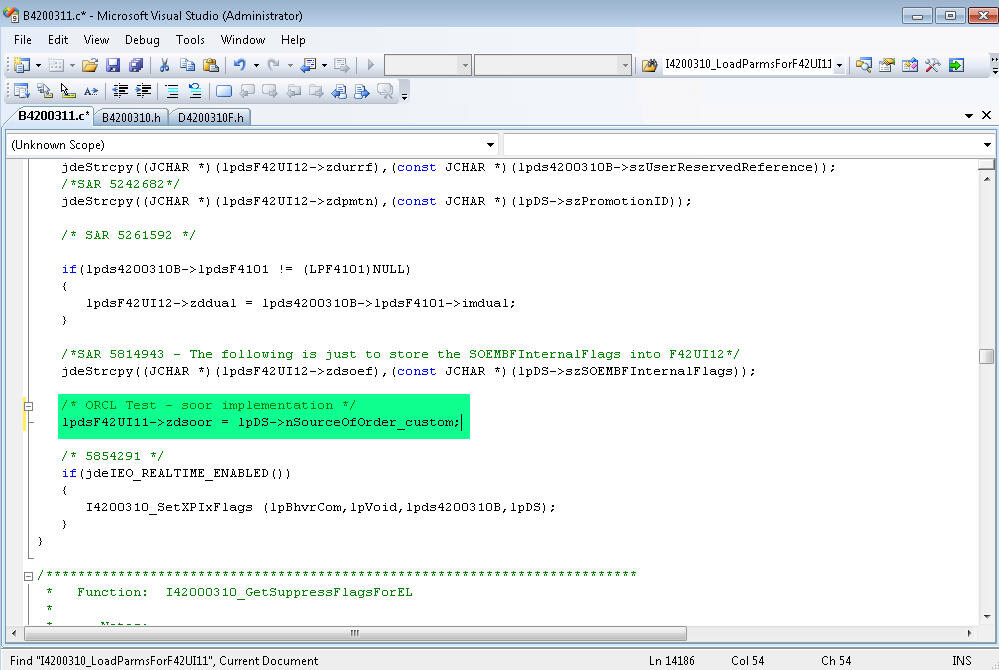 B4200311.c* - Microsoft Visual Studio (Administrator)
File Edit View Debug Tools Window Help
I4200310_LoadParmsForF42UI11
B4200311.c* B4200310.h D4200310F.h
(Unknown Scope)
jdeStrcpy((JCHAR *)(lpdsF42UI12->zdurrf),(const JCHAR *)(lpds4200310B->szUserReservedReference));
/*SAR 5242682*/
jdeStrcpy((JCHAR *)(lpdsF42UI12->zdpmtn),(const JCHAR *)(lpDS->szPromotionID));
/* SAR 5261592 */
if(lpds4200310B->lpdsF4101 != (LPF4101)NULL)
{
lpdsF42UI12->zddual = lpds4200310B->lpdsF4101->imdual;
}
/*SAR 5814943 - The following is just to store the SOEMBFInternalFlags into F42UI12*/
jdeStrcpy((JCHAR *)(lpdsF42UI12->zdsoef),(const JCHAR *)(lpDS->szSOEMBFInternalFlags));
/* ORCL Test - soor implementation */
lpdsF42UI11->zdsoor = lpDS->nSourceOfOrder_custom;
/* 5854291 */
if(jdeIEO_REALTIME_ENABLED())
{
I4200310_SetXPIxFlags (lpBhvrCom,lpVoid,lpds4200310B,lpDS);
}
}
/**************************************************************************
* Function: I42000310_GetSuppressFlagsForEL
*
* Notes:
Find "I4200310_LoadParmsForF42UI11", Current Document Ln 14186 Col 54 Ch 54 INS